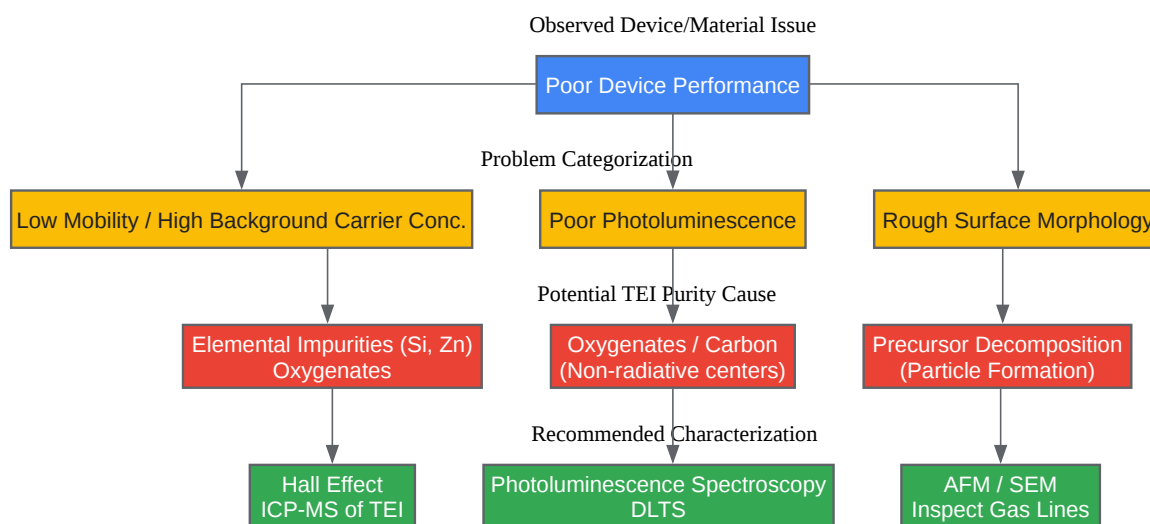 Observed Device/Material Issue
Poor Device Performance
Problem Categorization
Low Mobility / High Background Carrier Conc.
Poor Photoluminescence
Rough Surface Morphology
Potential TEI Purity Cause
Elemental Impurities (Si, Zn)
Oxygenates
Oxygenates / Carbon
(Non-radiative centers)
Precursor Decomposition
(Particle Formation)
Recommended Characterization
Hall Effect
ICP-MS of TEI
Photoluminescence Spectroscopy
DLTS
AFM / SEM
Inspect Gas Lines